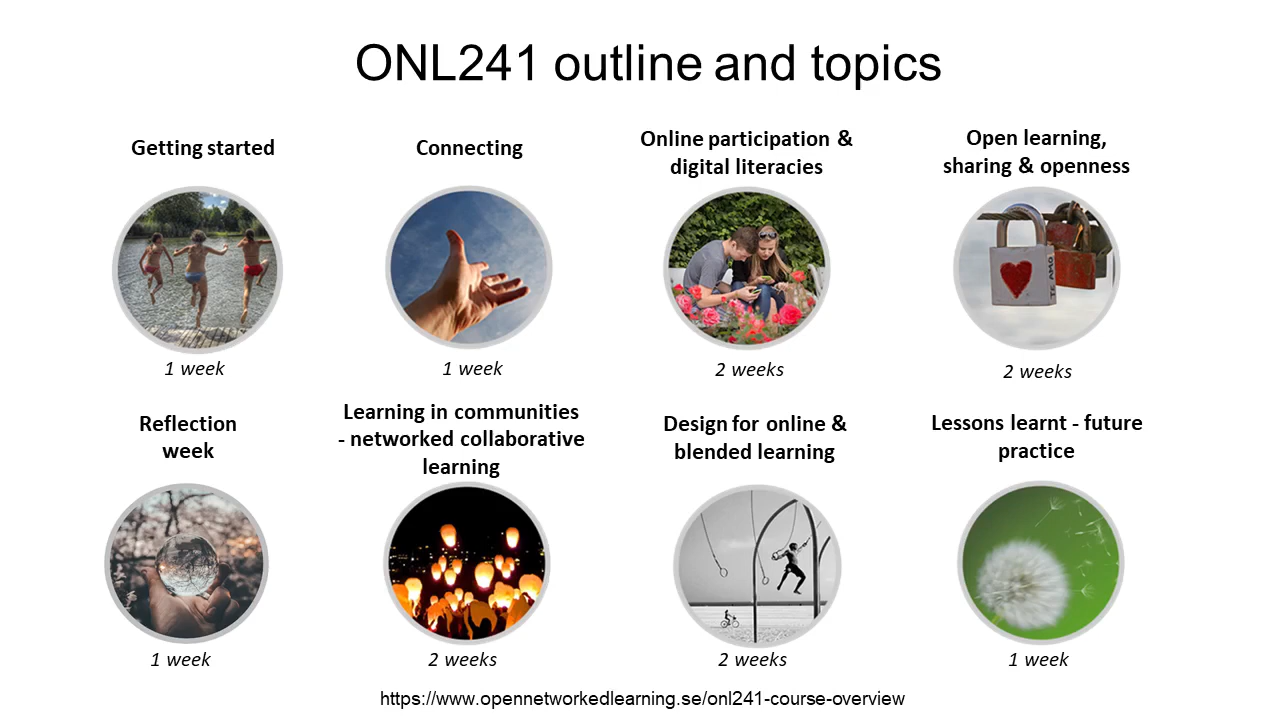 ONL241 outline and topics
Getting started
Connecting
Online participation &
digital literacies
Open learning,
sharing & openness
1 week
1 week
2 weeks
2 weeks
Reflection
week
Learning in communities
- networked collaborative
learning
Design for online &
blended learning
Lessons learnt - future
practice
1 week
2 weeks
2 weeks
1 week
https://www.opennetworkedlearning.se/onl241-course-overview
TE AMO